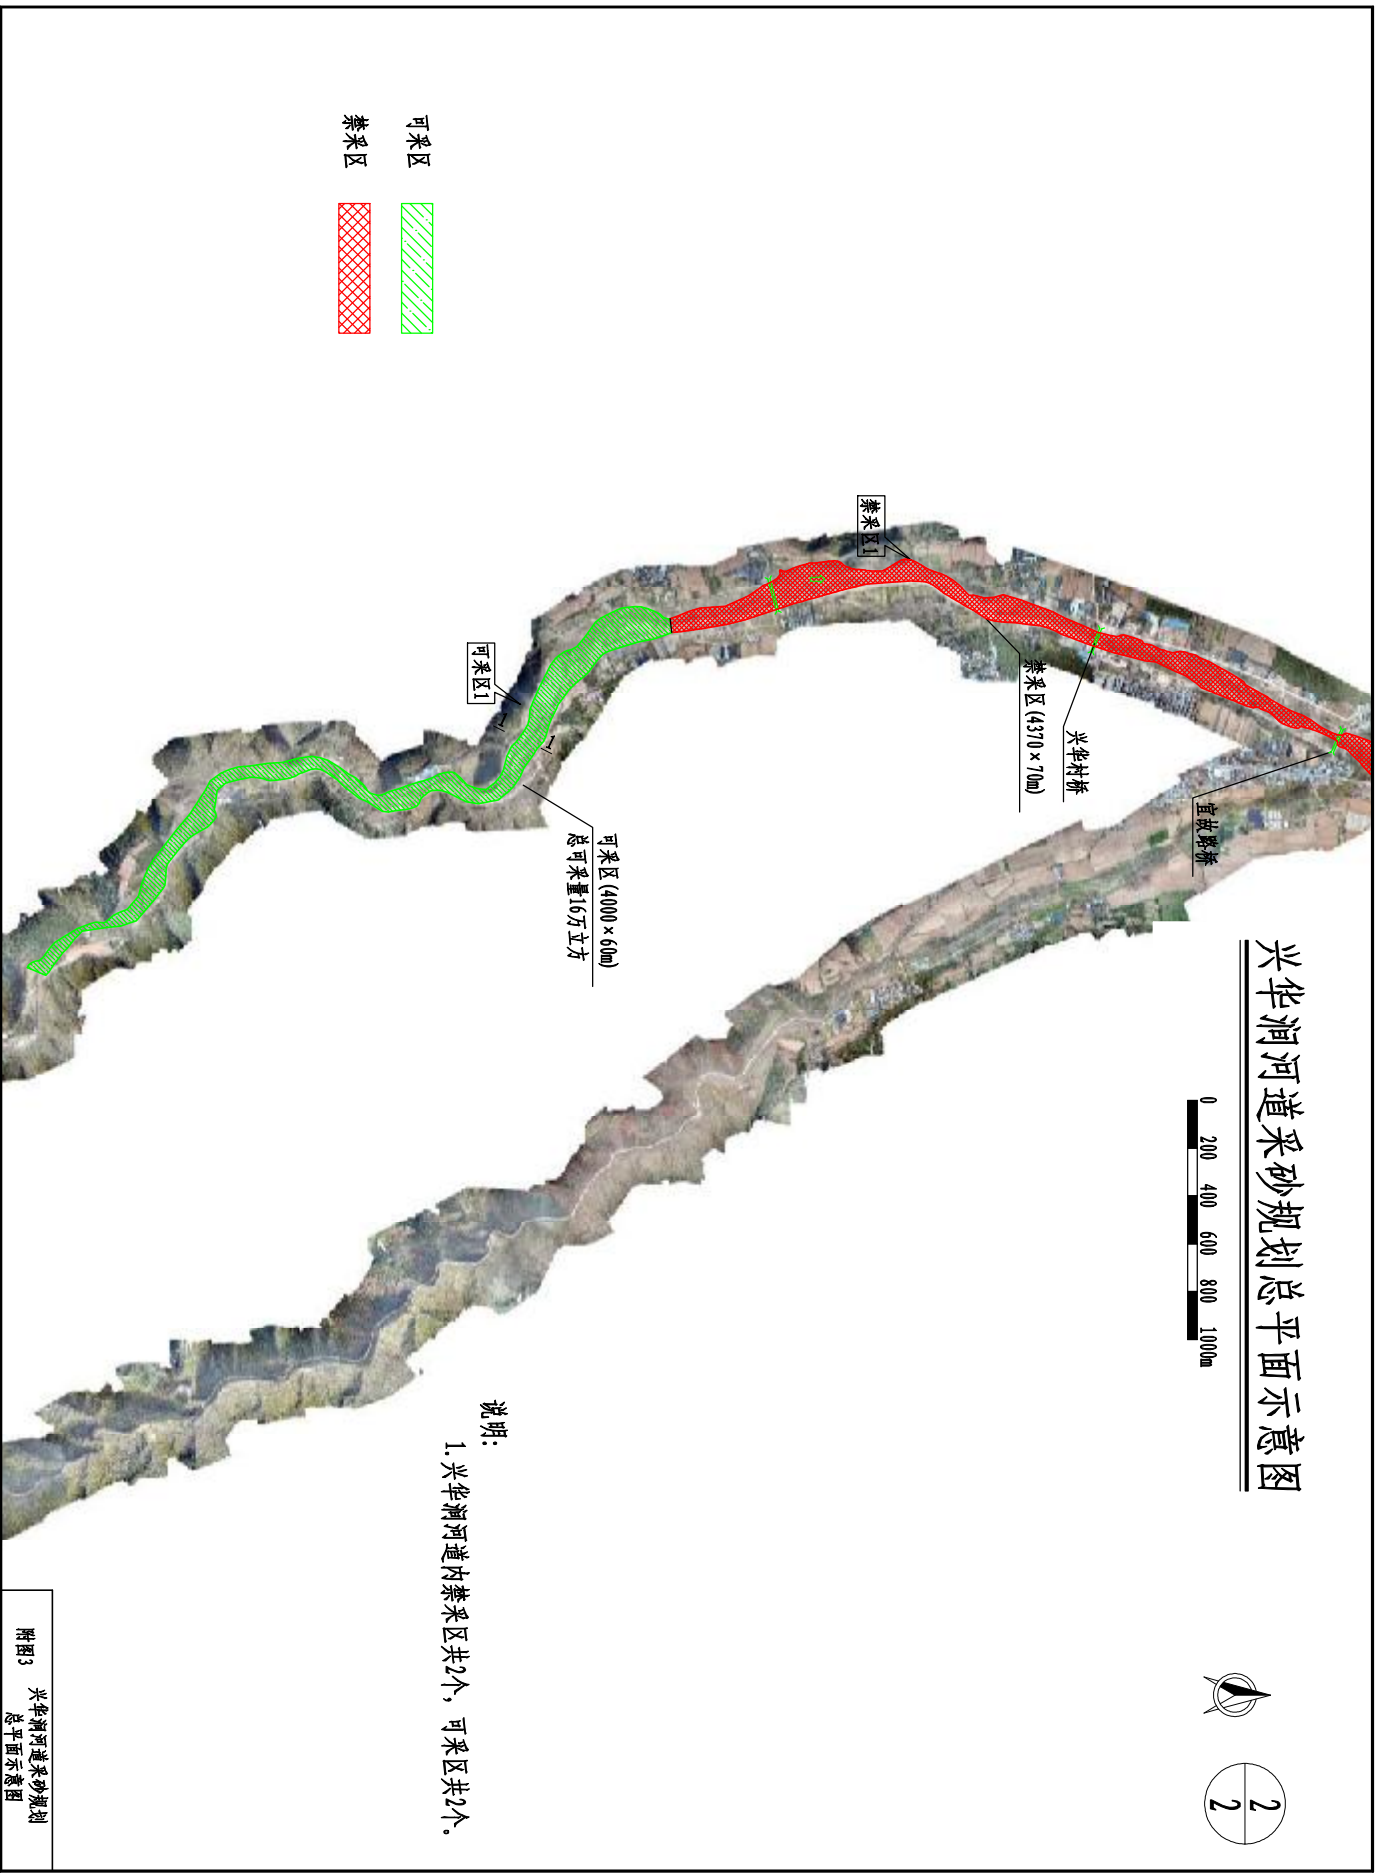 兴华涧河道采砂规划总平面示意图
2
2
0 200 400 600 800 1000m
宜故路桥
兴华村桥
禁采区(4370×70m)
禁采区1
可采区(4000×60m)
总可采量16万立方
可采区1
1
1
可采区
禁采区
说明:
1.兴华涧河道内禁采区共2个,可采区共2个。
附图3
兴华涧河道采砂规划
总平面示意图